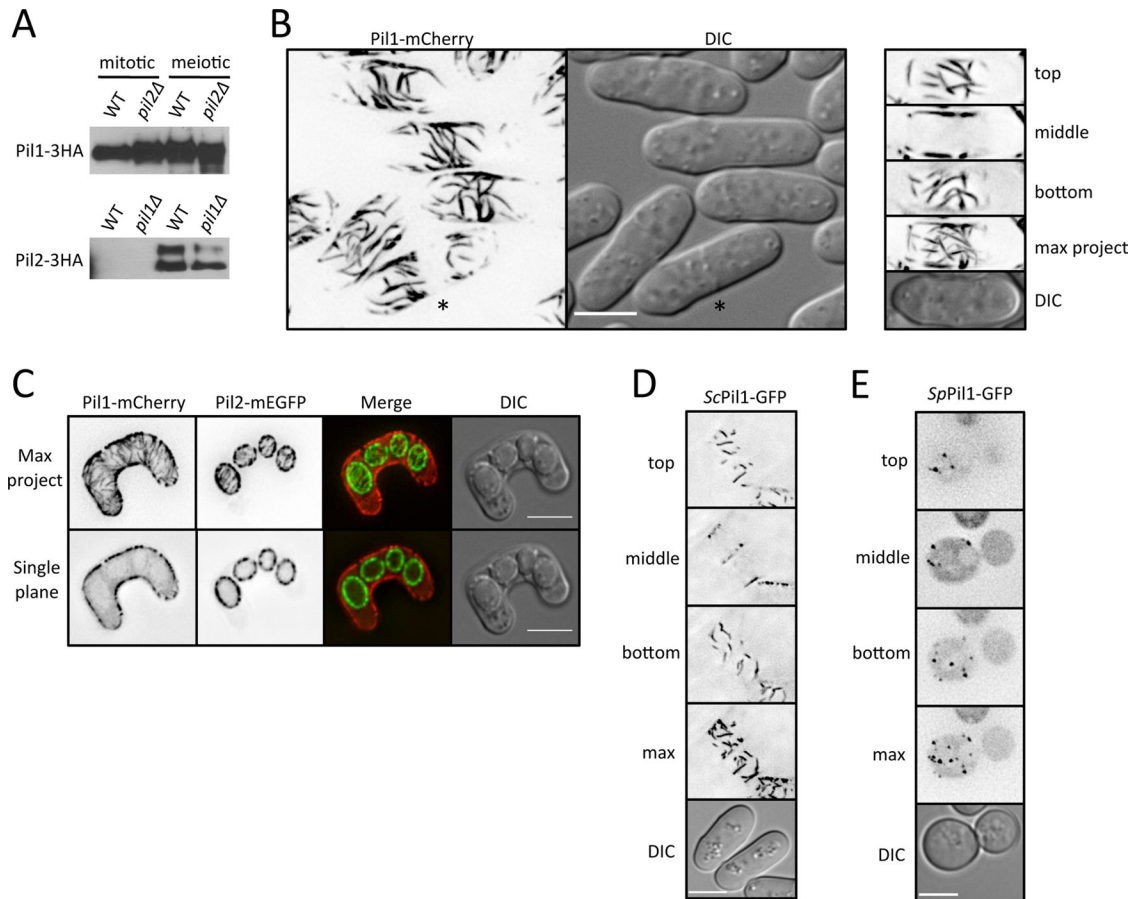 A
mitotic meiotic
WT pil2Δ WT pil2Δ
Pil1-3HA
WT pil1Δ WT pil1Δ
Pil2-3HA
B
Pil1-mCherry DIC
* *
top
middle
bottom
max project
DIC
C
Pil1-mCherry Pil2-mEGFP Merge DIC
Max
project
Single
plane
D
ScPil1-GFP
top
middle
bottom
max
DIC
E
SpPil1-GFP
top
middle
bottom
max
DIC